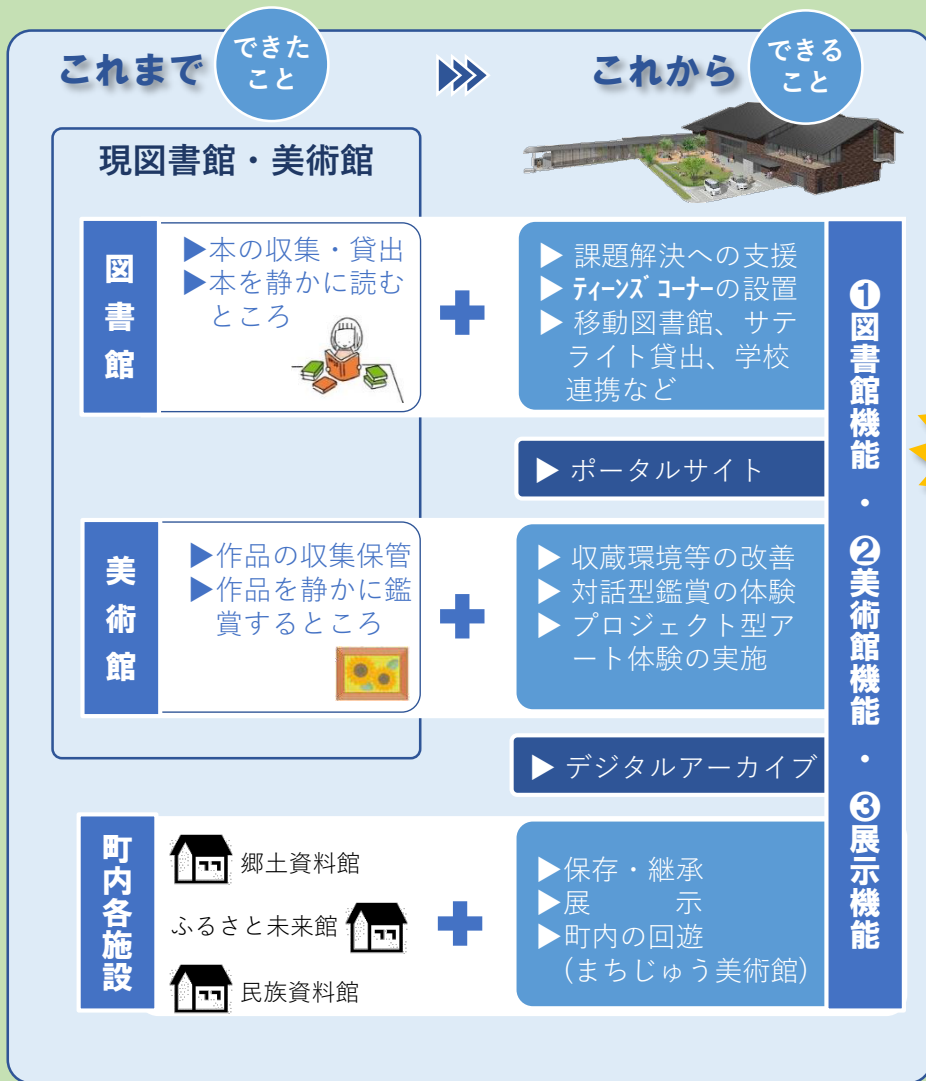 これまで
できた
こと
これから
できる
こと
現図書館・美術館
図書館
▶本の収集・貸出
▶本を静かに読む
ところ
▶ 課題解決への支援
▶ ティーンズコーナーの設置
▶ 移動図書館、サテ
ライト貸出、学校
連携など
▶ ポータルサイト
美術館
▶作品の収集保管
▶作品を静かに鑑
賞するところ
▶ 収蔵環境等の改善
▶ 対話型鑑賞の体験
▶ プロジェクト型ア
ート体験の実施
▶ デジタルアーカイブ
町内各施設
郷土資料館
ふるさと未来館
民族資料館
▶保存・継承
▶展　　示
▶町内の回遊
(まちじゅう美術館)
❶図書館機能・❷美術館機能・❸展示機能